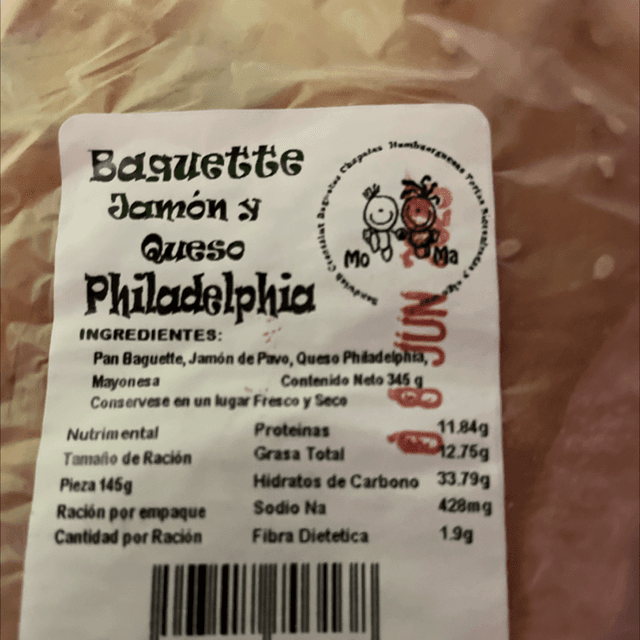 Baguette
Jamón y
Queso
Philadelphia
Mo Ma
INGREDIENTES:
Pan Baguette, Jamón de Pavo, Queso Philadelphia,
Mayonesa Contenido Neto 345 g
Conservese en un lugar Fresco y Seco
08 JUN
Nutrimental Proteinas 11.84g
Tamaño de Ración Grasa Total 12.75g
Pieza 145g Hidratos de Carbono 33.79g
Ración por empaque Sodio Na 428mg
Cantidad por Ración Fibra Dietetica 1.9g